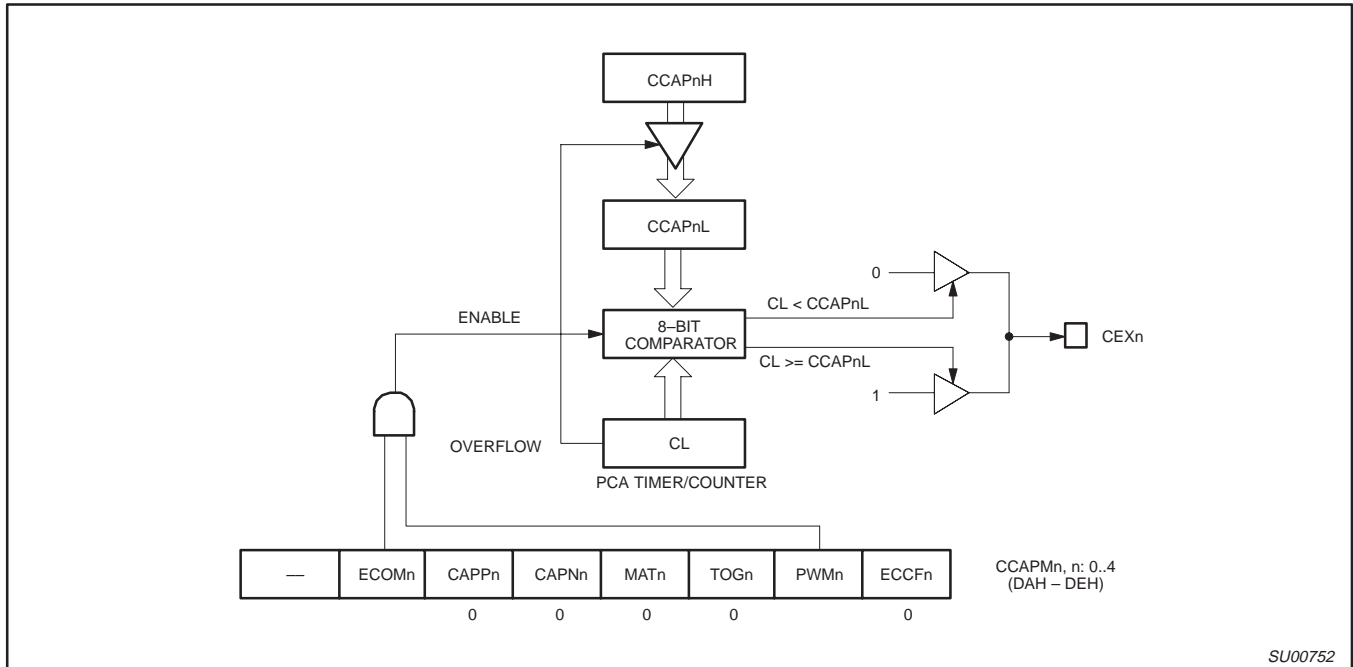 CCAPnH
CCAPnL
0
CL < CCAPnL
ENABLE
8–BIT
COMPARATOR
CEXn
CL >= CCAPnL
1
OVERFLOW
CL
PCA TIMER/COUNTER
—
ECOMn
CAPPn
CAPNn
MATn
TOGn
PWMn
ECCFn
CCAPMn, n: 0..4
(DAH – DEH)
0 0 0 0 0
SU00752